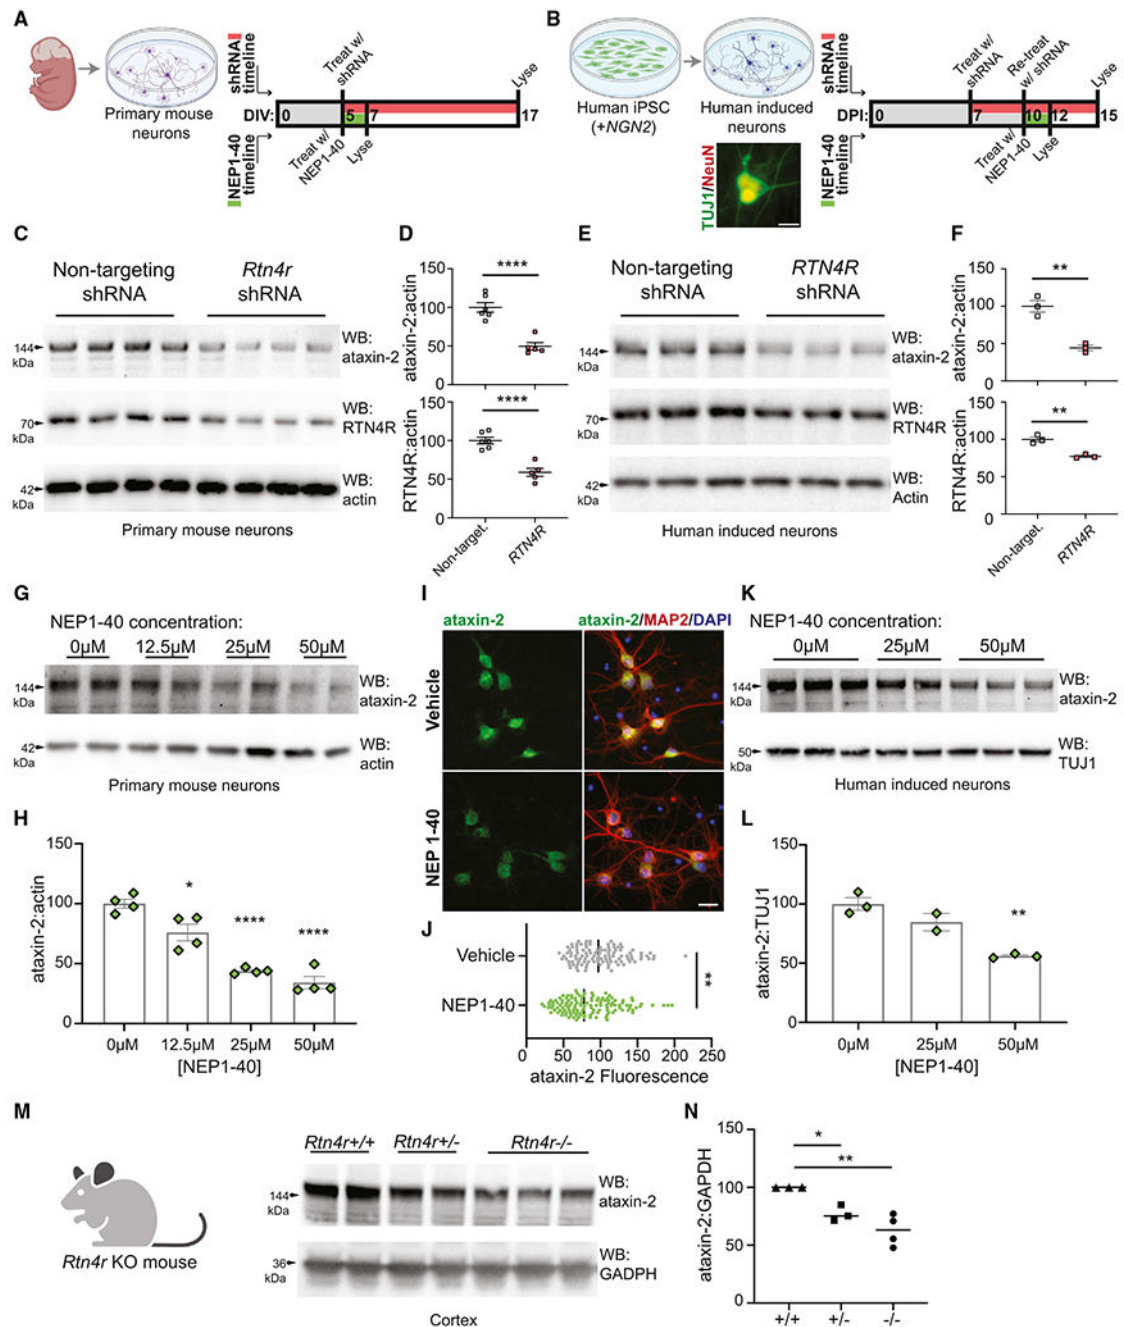 A
shRNA
timeline
Treat w/
shRNA
Lyse
Primary mouse
neurons
DIV:
0
5
7
17
NEP1-40
timeline
Treat w/
NEP1-40
Lyse
B
Human iPSC
(+NGN2)
Human induced
neurons
TUJ1/NeuN
shRNA
timeline
Treat w/
shRNA
Re-treat
w/ shRNA
Lyse
DPI:
0
7
10
12
15
NEP1-40
timeline
Treat w/
NEP1-40
Lyse
C
Non-targeting
shRNA
Rtn4r
shRNA
144
kDa
WB:
ataxin-2
70
kDa
WB:
RTN4R
42
kDa
WB:
actin
Primary mouse neurons
D
ataxin-2:actin
150
100
50
0
****
RTN4R:actin
150
100
50
0
****
Non-target.
RTN4R
E
Non-targeting
shRNA
RTN4R
shRNA
144
kDa
WB:
ataxin-2
70
kDa
WB:
RTN4R
42
kDa
WB:
Actin
Human induced neurons
F
ataxin-2:actin
150
100
50
0
**
RTN4R:actin
150
100
50
0
**
Non-target.
RTN4R
G
NEP1-40 concentration:
0µM 12.5µM 25µM 50µM
144
kDa
WB:
ataxin-2
42
kDa
WB:
actin
Primary mouse neurons
H
ataxin-2:actin
150
100
50
0
*
****
****
0µM 12.5µM 25µM 50µM
[NEP1-40]
I
ataxin-2
ataxin-2/MAP2/DAPI
Vehicle
NEP 1-40
J
Vehicle
NEP1-40
**
0 50 100 150 200 250
ataxin-2 Fluorescence
K
NEP1-40 concentration:
0µM 25µM 50µM
144
kDa
WB:
ataxin-2
50
kDa
WB:
TUJ1
Human induced neurons
L
ataxin-2:TUJ1
150
100
50
0
**
0µM 25µM 50µM
[NEP1-40]
M
Rtn4r KO mouse
Rtn4r+/+ Rtn4r+/- Rtn4r-/-
144
kDa
WB:
ataxin-2
36
kDa
WB:
GADPH
Cortex
N
ataxin-2:GAPDH
150
100
50
0
*
**
+/+ +/- -/-